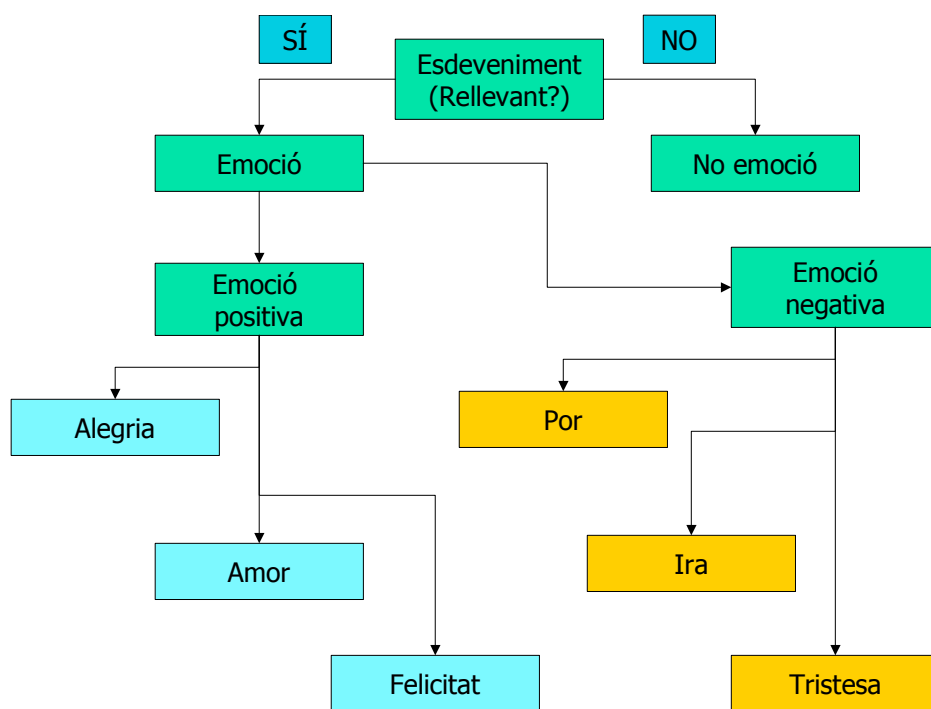 SÍ
NO
Esdeveniment
(Rellevant?)
Emoció
No emoció
Emoció
positiva
Emoció
negativa
Alegria
Por
Amor
Ira
Felicitat
Tristesa